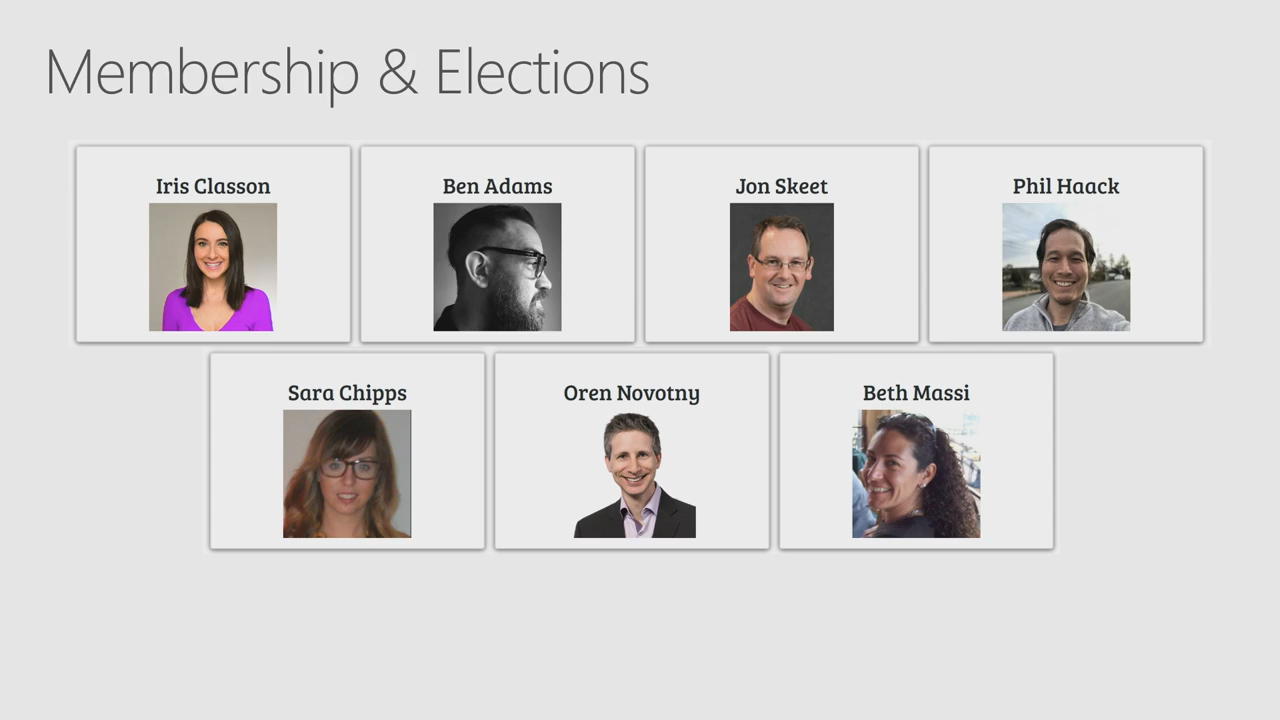 Membership & Elections
Iris Classon
Ben Adams
Jon Skeet
Phil Haack
Sara Chipps
Oren Novotny
Beth Massi